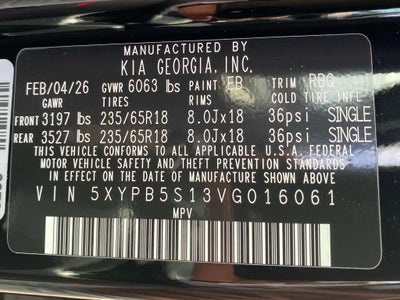 MANUFACTURED BY
KIA GEORGIA, INC.
FEB/04/26 GVWR 6063 lbs PAINT EB TRIM RBQ
GAWR TIRES RIMS COLD TIRE INFL.
FRONT 3197 lbs 235/65R18 8.0Jx18 36psi SINGLE
REAR 3527 lbs 235/65R18 8.0Jx18 36psi SINGLE
THIS VEHICLE CONFORMS TO ALL APPLICABLE U.S. FEDERAL
MOTOR VEHICLE SAFETY AND THEFT PREVENTION STANDARDS
IN EFFECT ON THE DATE OF MANUFACTURE SHOWN ABOVE.
VIN 5XYPB5S13VG016061
MPV